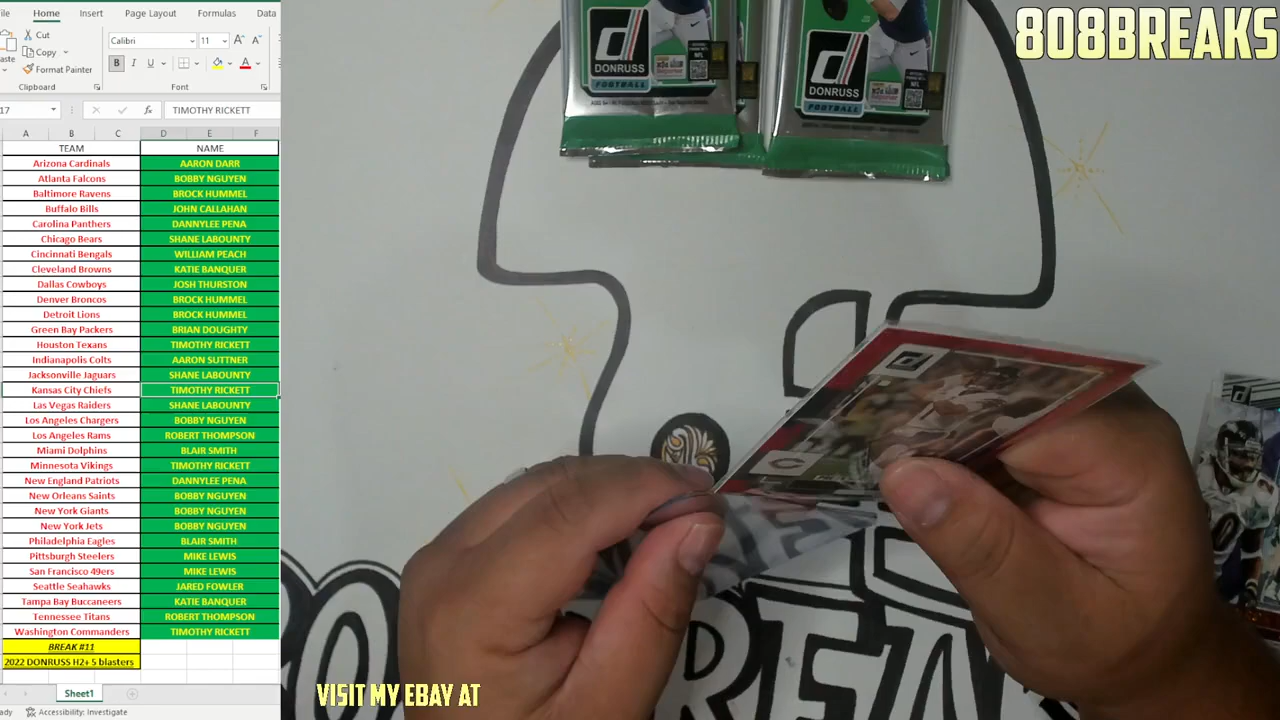 ile Home Insert Page Layout Formulas Data
Cut
Copy
Format Painter
Paste
Clipboard
Calibri 11
B I U
Font
17 TIMOTHY RICKETT
A B C D E F
TEAM NAME
Arizona Cardinals AARON DARR
Atlanta Falcons BOBBY NGUYEN
Baltimore Ravens BROCK HUMMEL
Buffalo Bills JOHN CALLAHAN
Carolina Panthers DANNYLEE PENA
Chicago Bears SHANE LABOUNTY
Cincinnati Bengals WILLIAM PEACH
Cleveland Browns KATIE BANQUER
Dallas Cowboys JOSH THURSTON
Denver Broncos BROCK HUMMEL
Detroit Lions BROCK HUMMEL
Green Bay Packers BRIAN DOUGHTY
Houston Texans TIMOTHY RICKETT
Indianapolis Colts AARON SUTTNER
Jacksonville Jaguars SHANE LABOUNTY
Kansas City Chiefs TIMOTHY RICKETT
Las Vegas Raiders SHANE LABOUNTY
Los Angeles Chargers BOBBY NGUYEN
Los Angeles Rams ROBERT THOMPSON
Miami Dolphins BLAIR SMITH
Minnesota Vikings TIMOTHY RICKETT
New England Patriots DANNYLEE PENA
New Orleans Saints BOBBY NGUYEN
New York Giants BOBBY NGUYEN
New York Jets BOBBY NGUYEN
Philadelphia Eagles BLAIR SMITH
Pittsburgh Steelers MIKE LEWIS
San Francisco 49ers MIKE LEWIS
Seattle Seahawks JARED FOWLER
Tampa Bay Buccaneers KATIE BANQUER
Tennessee Titans ROBERT THOMPSON
Washington Commanders TIMOTHY RICKETT
BREAK #11
2022 DONRUSS H2+ 5 blasters
Sheet1
ady Accessibility: Investigate
808BREAKS
DONRUSS
FOOTBALL
DONRUSS
FOOTBALL
VISIT MY EBAY AT